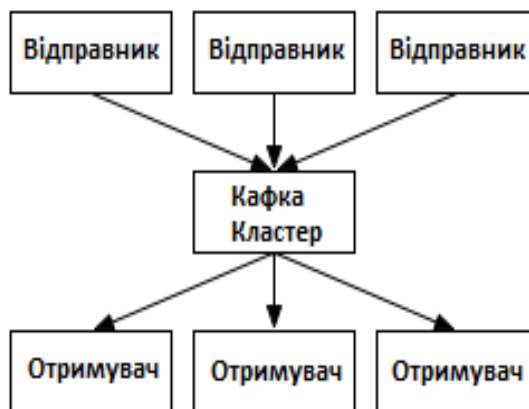 Відправник
Відправник
Відправник
Кафка
Кластер
Отримувач
Отримувач
Отримувач